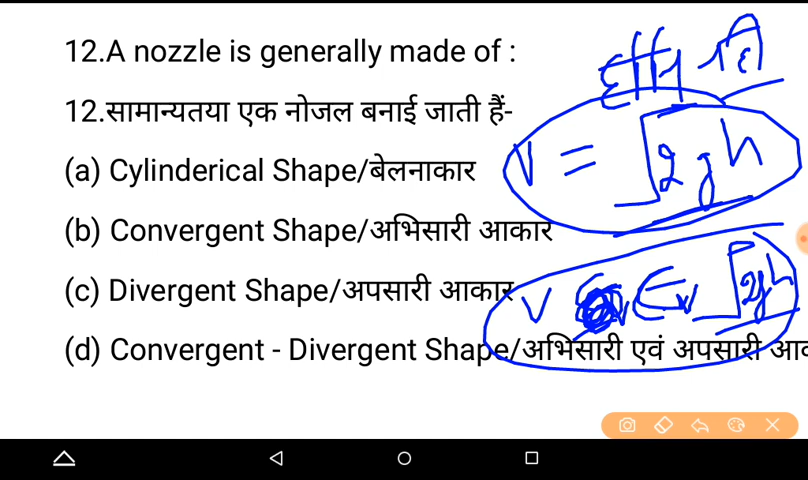 12.A nozzle is generally made of :
12.सामान्यतया एक नोजल बनाई जाती हैं-
(a) Cylinderical Shape/बेलनाकार
V = √2gh
(b) Convergent Shape/अभिसारी आकार
(c) Divergent Shape/अपसारी आकार
(d) Convergent - Divergent Shape/अभिसारी एवं अपसारी आव